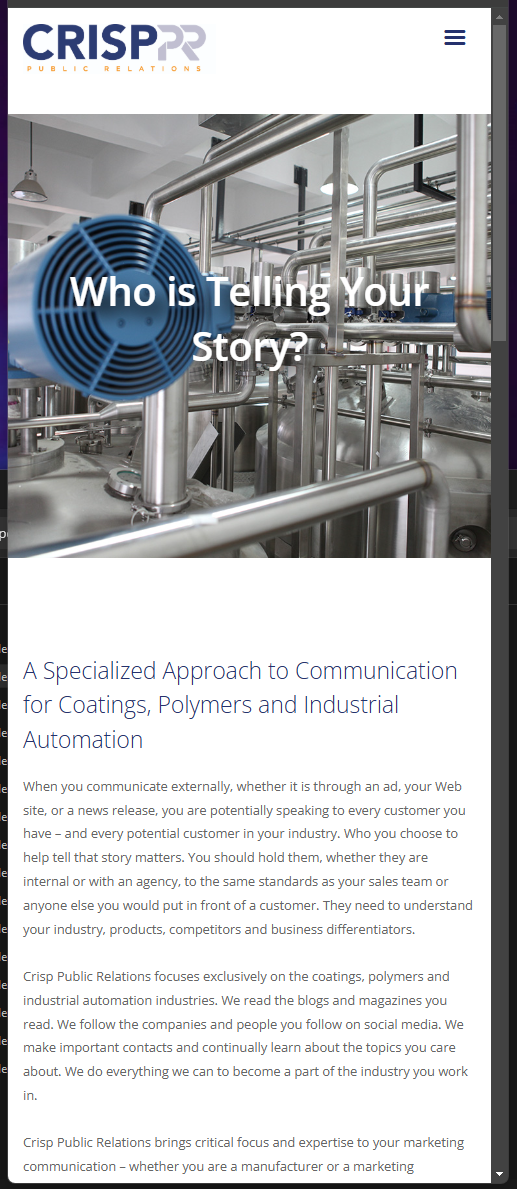 CRISPPR
PUBLIC RELATIONS
Who is Telling Your
Story?
A Specialized Approach to Communication
for Coatings, Polymers and Industrial
Automation
When you communicate externally, whether it is through an ad, your Web
site, or a news release, you are potentially speaking to every customer you
have – and every potential customer in your industry. Who you choose to
help tell that story matters. You should hold them, whether they are
internal or with an agency, to the same standards as your sales team or
anyone else you would put in front of a customer. They need to understand
your industry, products, competitors and business differentiators.
Crisp Public Relations focuses exclusively on the coatings, polymers and
industrial automation industries. We read the blogs and magazines you
read. We follow the companies and people you follow on social media. We
make important contacts and continually learn about the topics you care
about. We do everything we can to become a part of the industry you work
in.
Crisp Public Relations brings critical focus and expertise to your marketing
communication – whether you are a manufacturer or a marketing